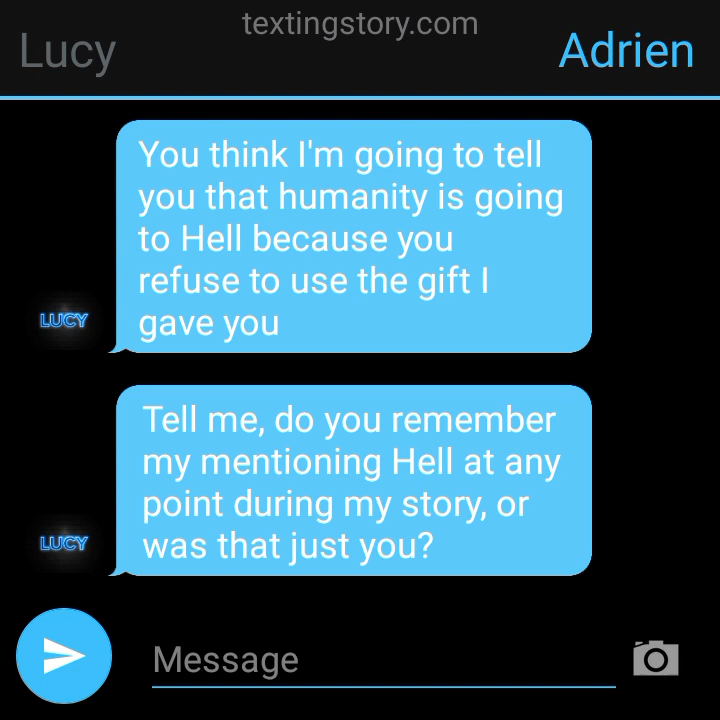 textingstory.com
Lucy
Adrien
You think I'm going to tell
you that humanity is going
to Hell because you
refuse to use the gift I
gave you
LUCY
Tell me, do you remember
my mentioning Hell at any
point during my story, or
was that just you?
LUCY
Message